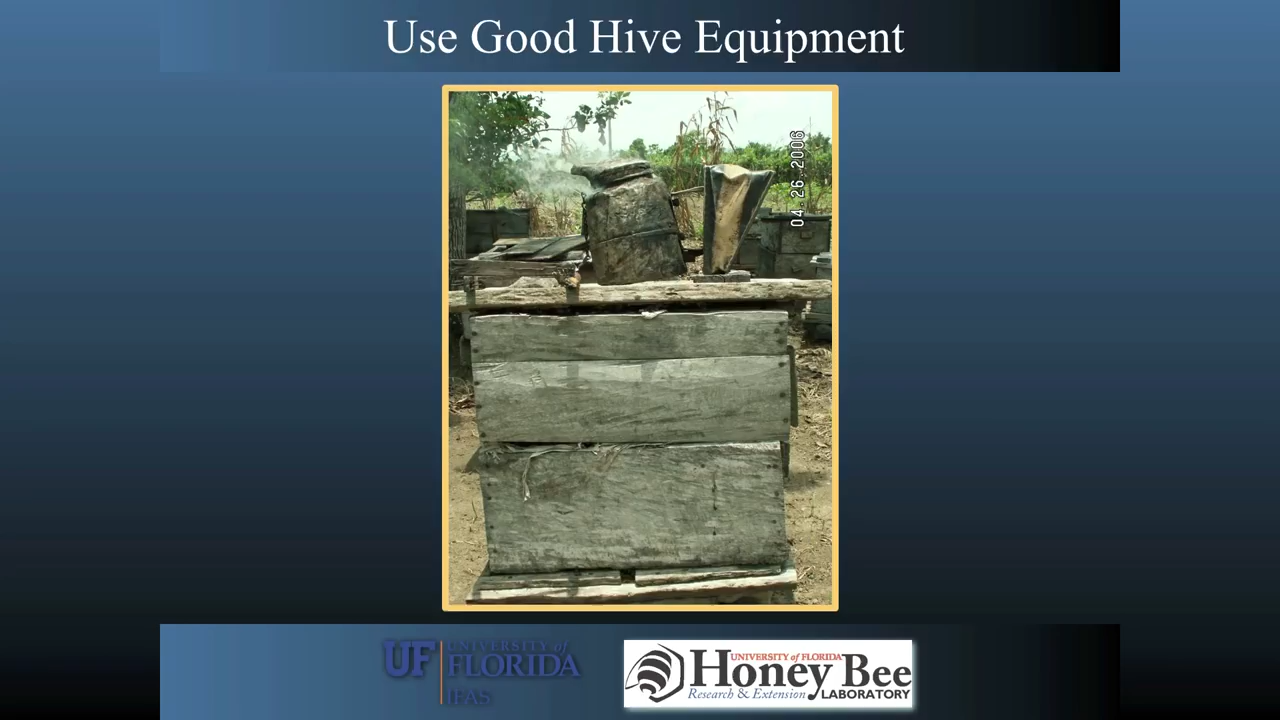 Use Good Hive Equipment
04.26.2006
UF UNIVERSITY of
FLORIDA
IFAS
UNIVERSITY of FLORIDA
Honey Bee
Research & Extension LABORATORY